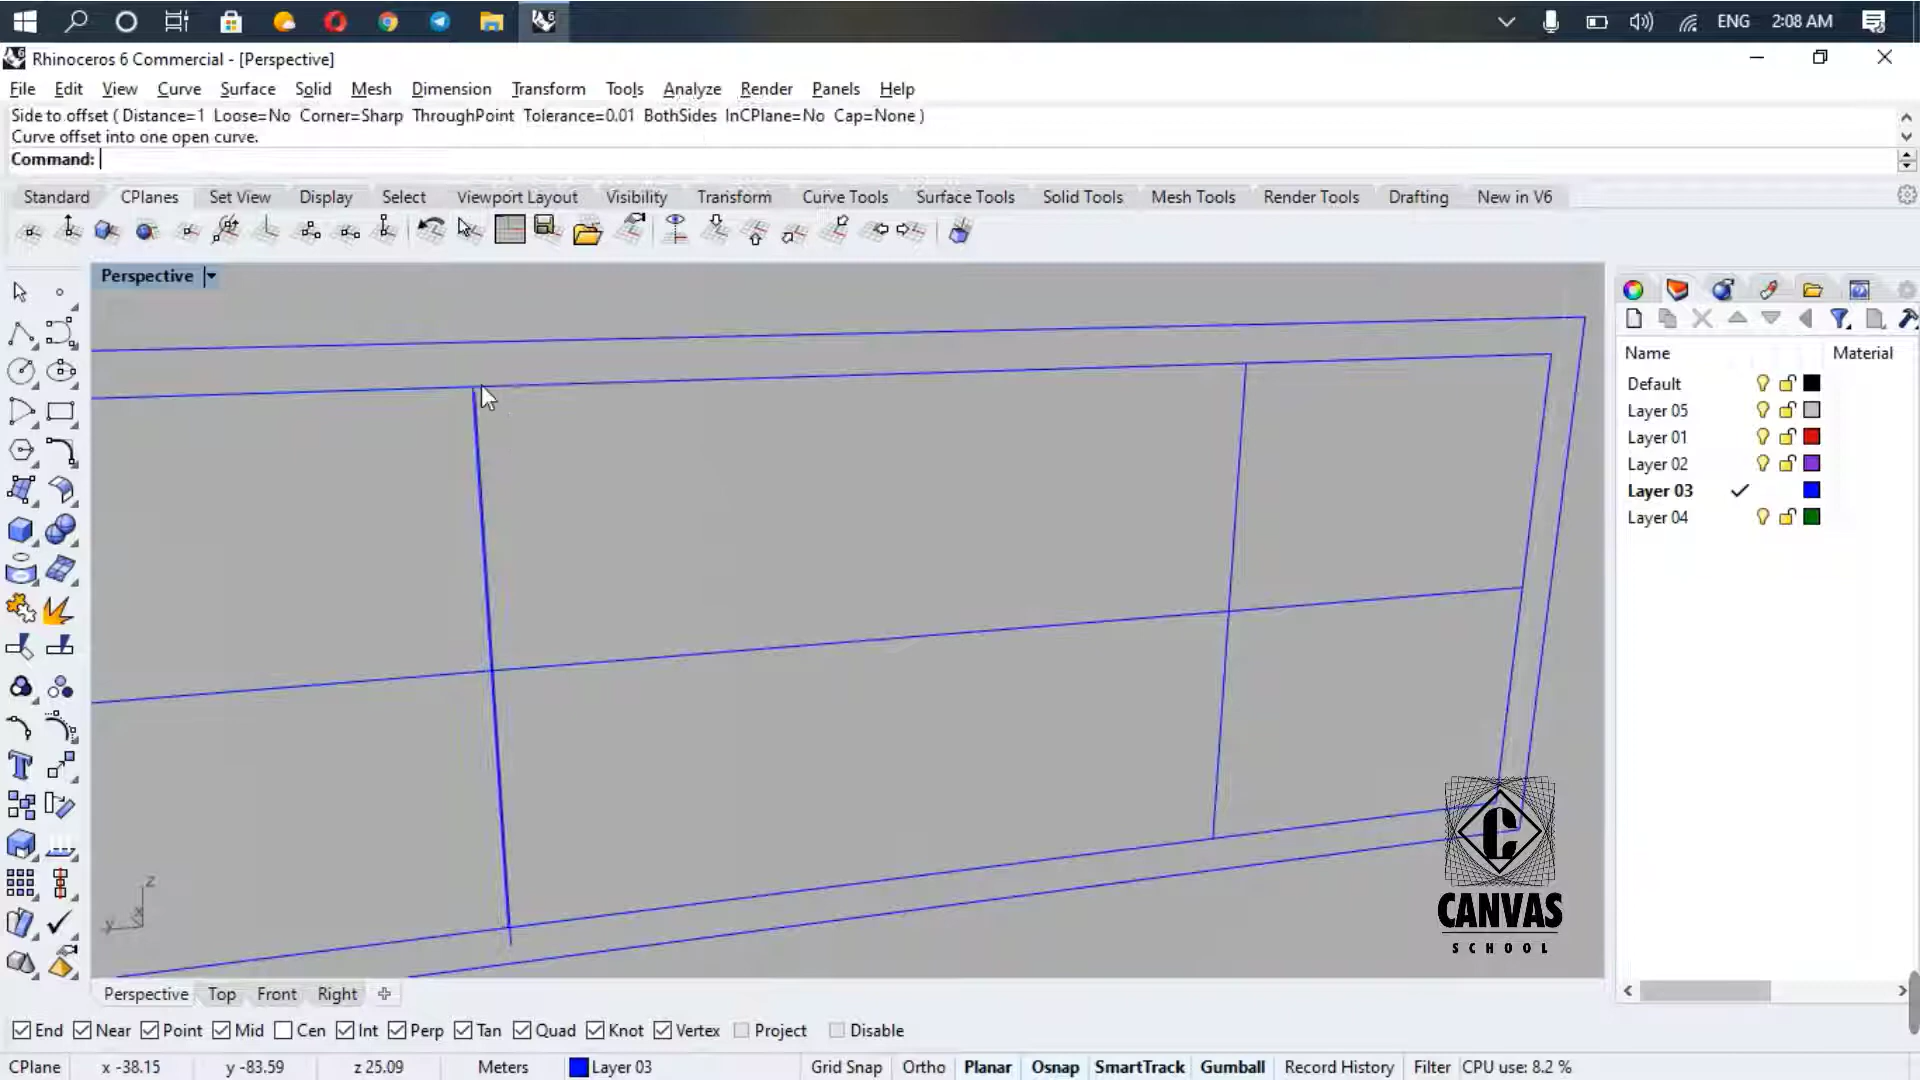 ENG 2:08 AM
Rhinoceros 6 Commercial - [Perspective]
File Edit View Curve Surface Solid Mesh Dimension Transform Tools Analyze Render Panels Help
Side to offset ( Distance=1 Loose=No Corner=Sharp ThroughPoint Tolerance=0.01 BothSides InCPlane=No Cap=None )
Curve offset into one open curve.
Command:
Standard CPlanes Set View Display Select Viewport Layout Visibility Transform Curve Tools Surface Tools Solid Tools Mesh Tools Render Tools Drafting New in V6
Perspective
Name Material
Default
Layer 05
Layer 01
Layer 02
Layer 03
Layer 04
z
x
y
CANVAS
SCHOOL
Perspective Top Front Right
End Near Point Mid Cen Int Perp Tan Quad Knot Vertex Project Disable
CPlane x -38.15 y -83.59 z 25.09 Meters Layer 03 Grid Snap Ortho Planar Osnap SmartTrack Gumball Record History Filter CPU use: 8.2 %